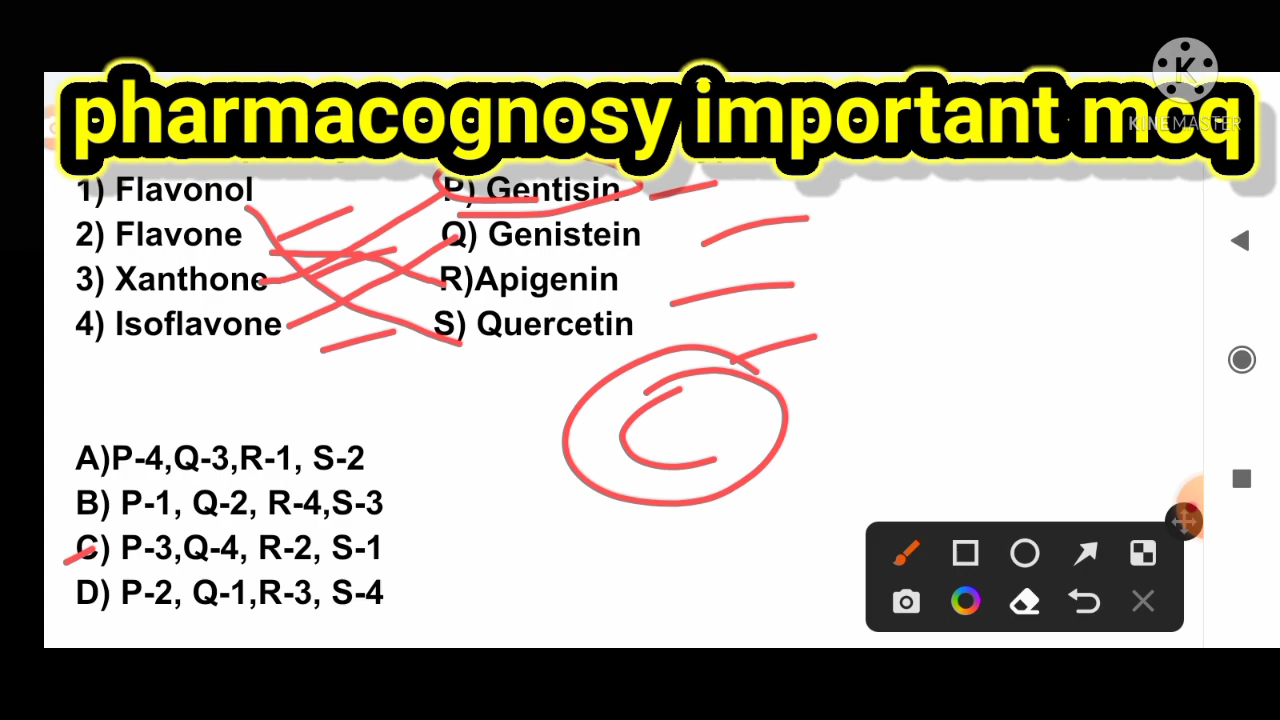 pharmacognosy important mcq
KINEMASTER
1) Flavonol P) Gentisin
2) Flavone Q) Genistein
3) Xanthone R)Apigenin
4) Isoflavone S) Quercetin
C
A)P-4,Q-3,R-1, S-2
B) P-1, Q-2, R-4,S-3
C) P-3,Q-4, R-2, S-1
D) P-2, Q-1,R-3, S-4